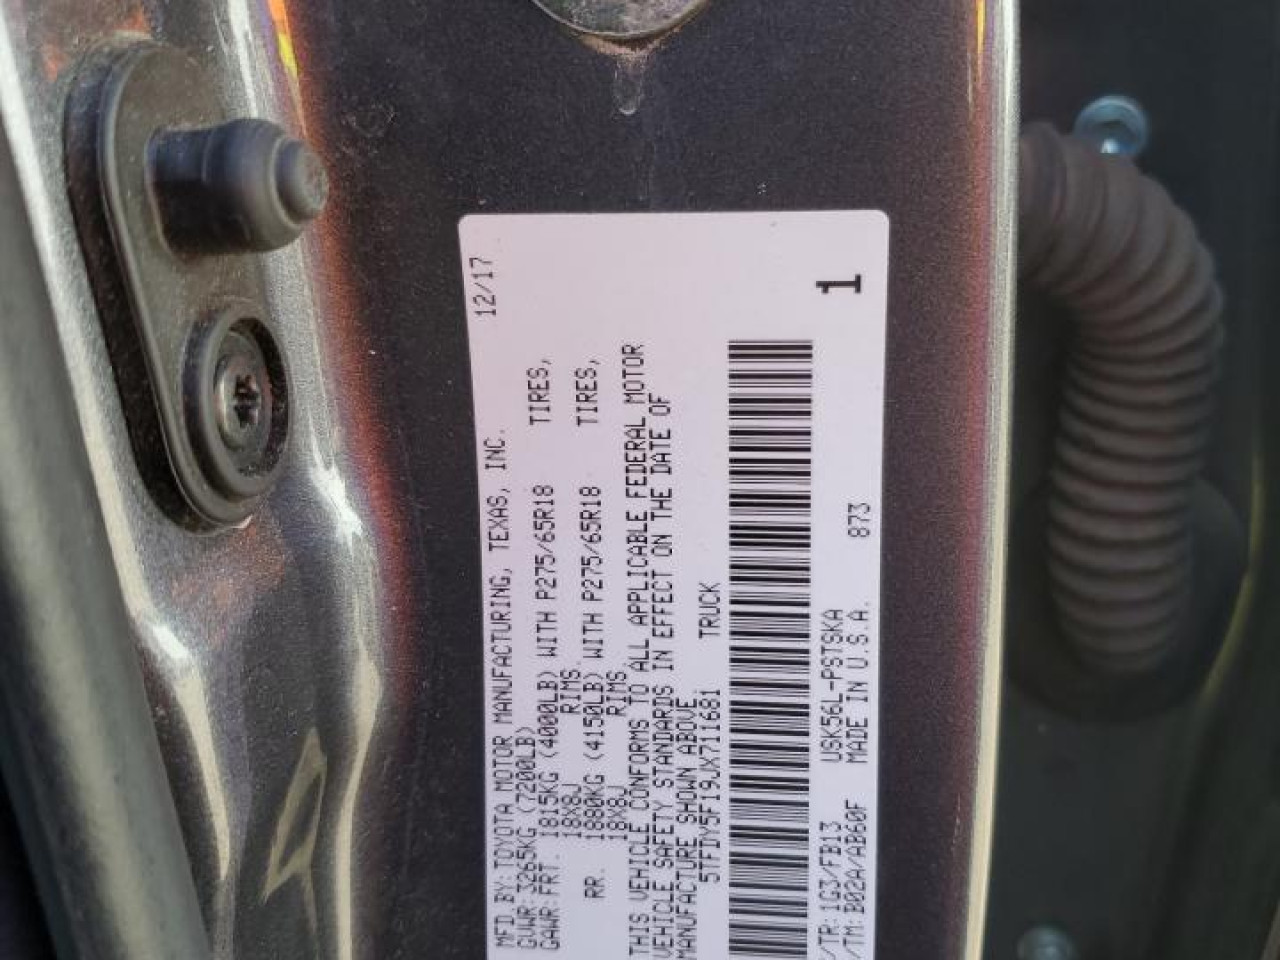 12/17
MFD BY: TOYOTA MOTOR MANUFACTURING, TEXAS, INC.
GVWR: 3265KG (7200LB)
GAWR: FRT. 1815KG (4000LB) WITH P275/65R18 TIRES,
18X8J RIMS
RR. 1880KG (4150LB) WITH P275/65R18 TIRES,
18X8J RIMS
THIS VEHICLE CONFORMS TO ALL APPLICABLE FEDERAL MOTOR
VEHICLE SAFETY STANDARDS IN EFFECT ON THE DATE OF
MANUFACTURE SHOWN ABOVE
5TFDY5F19JX711681 TRUCK
/TR: 1G3/FB13 USK56L-PSTSKA 1
/TM: B02A/AB60F MADE IN U.S.A. 873